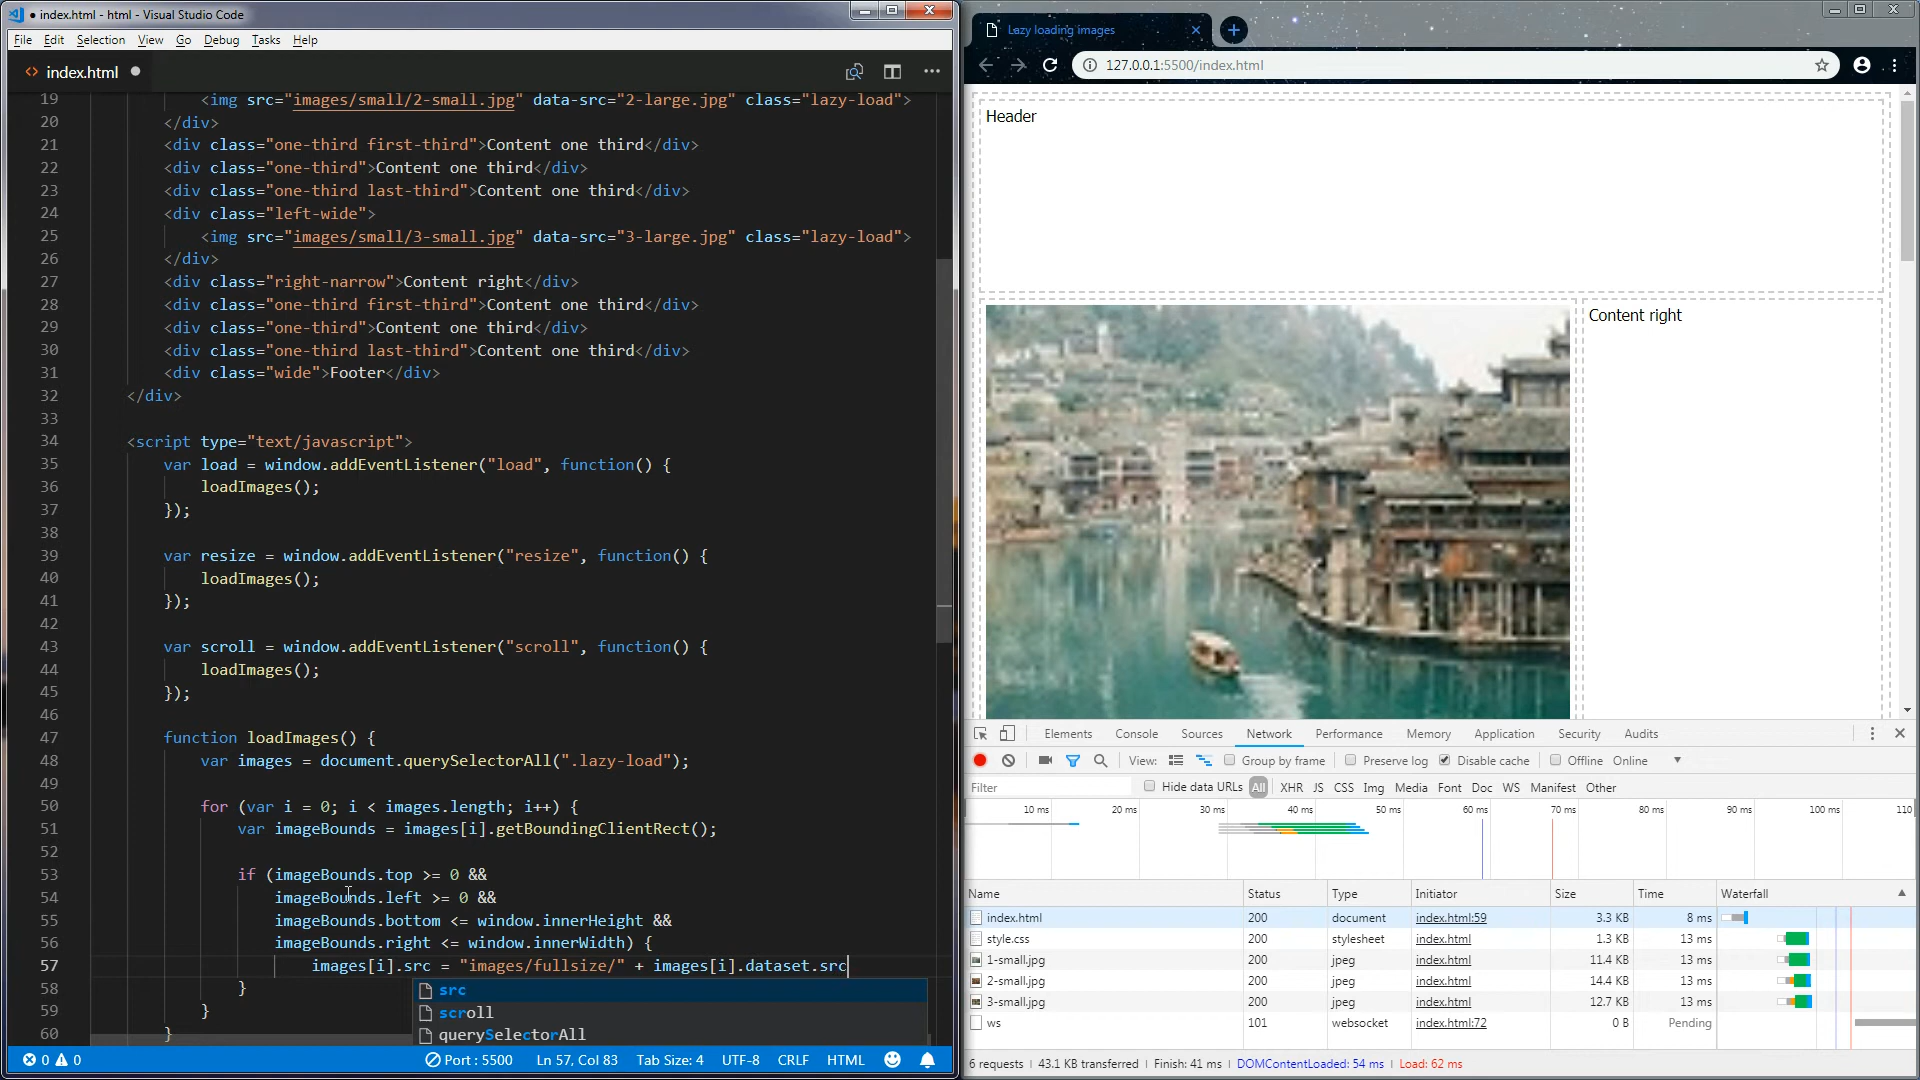 ● index.html - html - Visual Studio Code
File Edit Selection View Go Debug Tasks Help
<> index.html ●
19 <img src="images/small/2-small.jpg" data-src="2-large.jpg" class="lazy-load">
20 </div>
21 <div class="one-third first-third">Content one third</div>
22 <div class="one-third">Content one third</div>
23 <div class="one-third last-third">Content one third</div>
24 <div class="left-wide">
25 <img src="images/small/3-small.jpg" data-src="3-large.jpg" class="lazy-load">
26 </div>
27 <div class="right-narrow">Content right</div>
28 <div class="one-third first-third">Content one third</div>
29 <div class="one-third">Content one third</div>
30 <div class="one-third last-third">Content one third</div>
31 <div class="wide">Footer</div>
32 </div>
33
34 <script type="text/javascript">
35 var load = window.addEventListener("load", function() {
36 loadImages();
37 });
38
39 var resize = window.addEventListener("resize", function() {
40 loadImages();
41 });
42
43 var scroll = window.addEventListener("scroll", function() {
44 loadImages();
45 });
46
47 function loadImages() {
48 var images = document.querySelectorAll(".lazy-load");
49
50 for (var i = 0; i < images.length; i++) {
51 var imageBounds = images[i].getBoundingClientRect();
52
53 if (imageBounds.top >= 0 &&
54 imageBounds.left >= 0 &&
55 imageBounds.bottom <= window.innerHeight &&
56 imageBounds.right <= window.innerWidth) {
57 images[i].src = "images/fullsize/" + images[i].dataset.src
58 }
59 }
60 }
src
scroll
querySelectorAll
0 0 Port : 5500 Ln 57, Col 83 Tab Size: 4 UTF-8 CRLF HTML
Lazy loading images
127.0.0.1:5500/index.html
Header
Content right
Elements Console Sources Network Performance Memory Application Security Audits
View: Group by frame Preserve log Disable cache Offline Online
Filter Hide data URLs All XHR JS CSS Img Media Font Doc WS Manifest Other
10 ms 20 ms 30 ms 40 ms 50 ms 60 ms 70 ms 80 ms 90 ms 100 ms 110
Name Status Type Initiator Size Time Waterfall
index.html 200 document index.html:59 3.3 KB 8 ms
style.css 200 stylesheet index.html 1.3 KB 13 ms
1-small.jpg 200 jpeg index.html 11.4 KB 13 ms
2-small.jpg 200 jpeg index.html 14.4 KB 13 ms
3-small.jpg 200 jpeg index.html 12.7 KB 13 ms
ws 101 websocket index.html:72 0 B Pending
6 requests | 43.1 KB transferred | Finish: 41 ms | DOMContentLoaded: 54 ms | Load: 62 ms